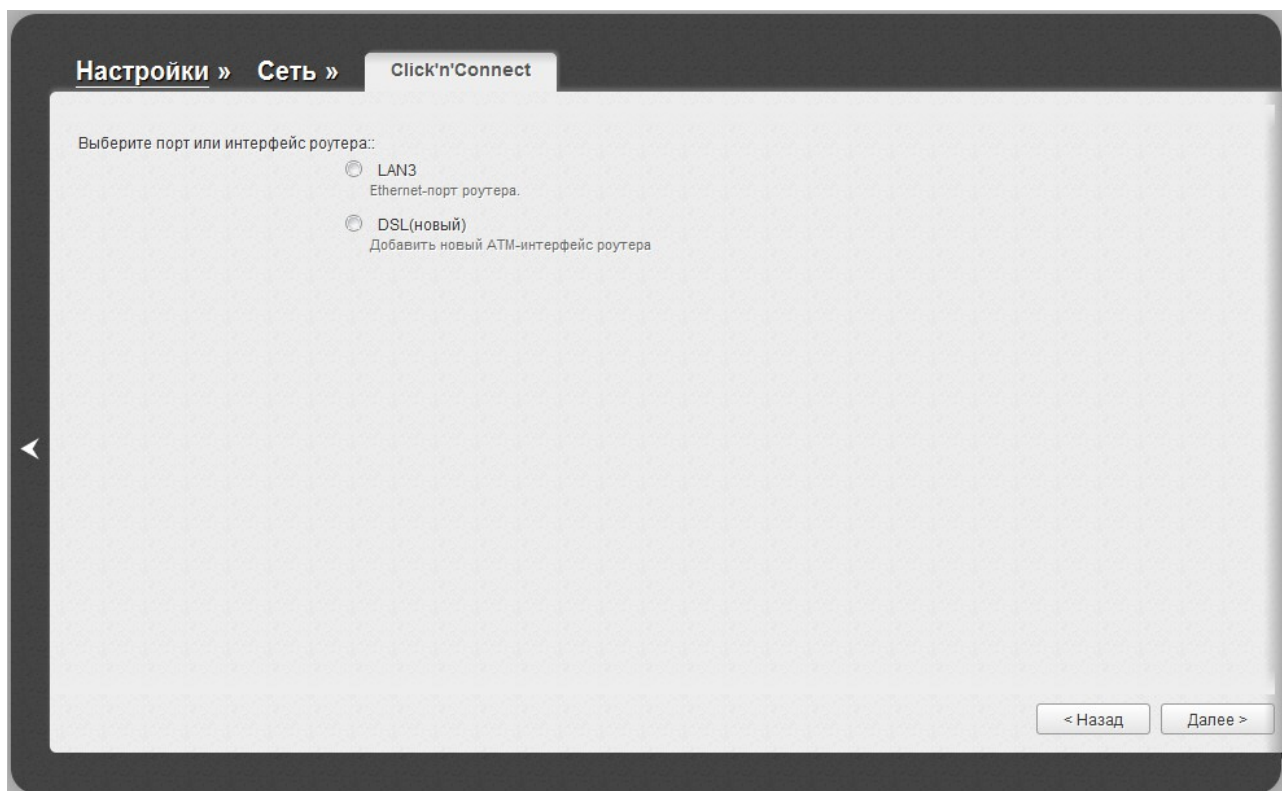 Настройки » Сеть » Click'n'Connect
Выберите порт или интерфейс роутера::
LAN3
Ethernet-порт роутера.
DSL(новый)
Добавить новый ATM-интерфейс роутера
< Назад Далее >